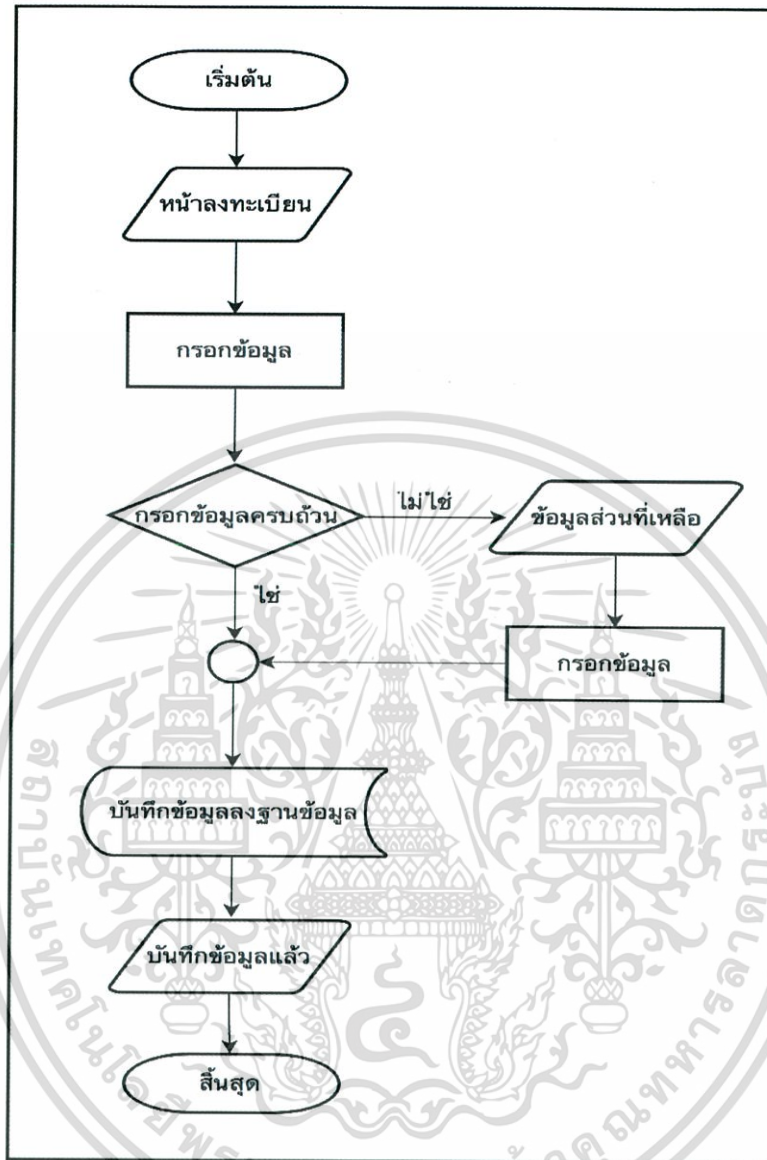 เริ่มต้น
หน้าลงทะเบียน
กรอกข้อมูล
กรอกข้อมูลครบถ้วน
ไม่ใช่
ข้อมูลส่วนที่เหลือ
ใช่
กรอกข้อมูล
บันทึกข้อมูลลงฐานข้อมูล
บันทึกข้อมูลแล้ว
สิ้นสุด